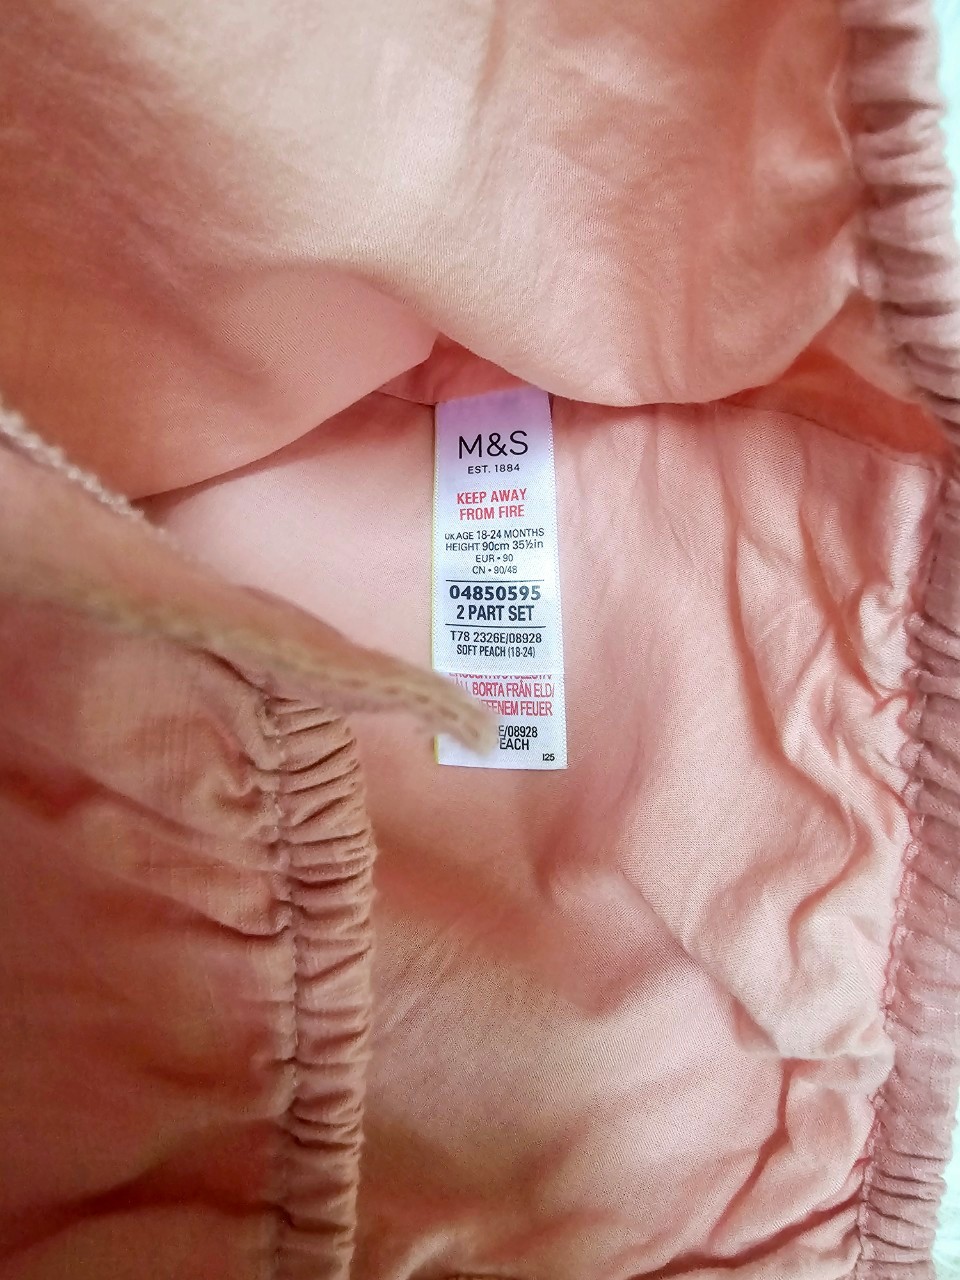 M&S
EST. 1884
KEEP AWAY
FROM FIRE
UK AGE 18-24 MONTHS
HEIGHT 90cm 35½in
EUR • 90
CN • 90/48
04850595
2 PART SET
T78 2326E/08928
SOFT PEACH (18-24)
BORTA FRÅN ELD/
FEUER
E/08928
EACH
I25